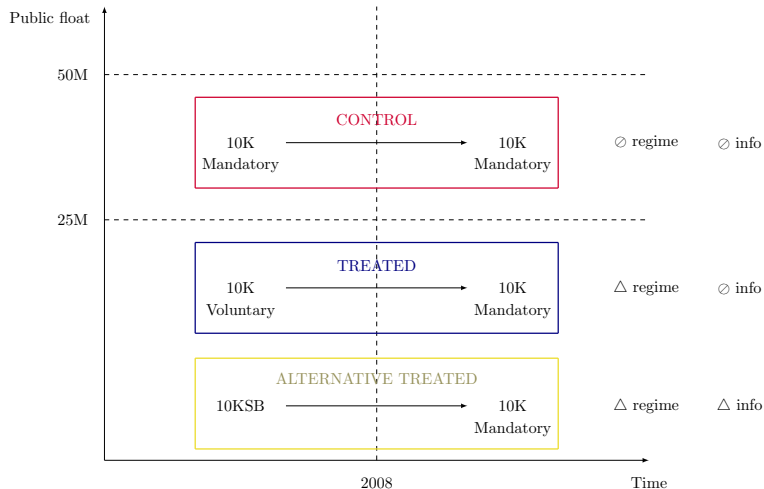 Public float
50M
CONTROL
10K
Mandatory
10K
Mandatory
⊘ regime
⊘ info
25M
TREATED
10K
Voluntary
10K
Mandatory
△ regime
⊘ info
ALTERNATIVE TREATED
10KSB
10K
Mandatory
△ regime
△ info
2008
Time